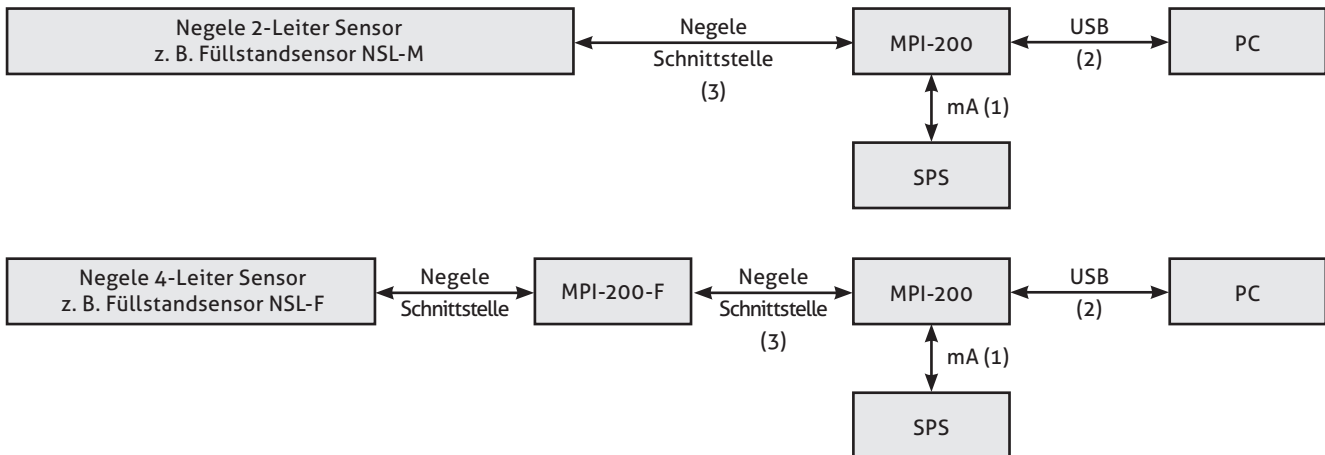 Negele 2-Leiter Sensor
z. B. Füllstandsensor NSL-M
Negele
Schnittstelle
(3)
MPI-200
USB
(2)
PC
mA (1)
SPS
Negele 4-Leiter Sensor
z. B. Füllstandsensor NSL-F
Negele
Schnittstelle
MPI-200-F
Negele
Schnittstelle
(3)
MPI-200
USB
(2)
PC
mA (1)
SPS